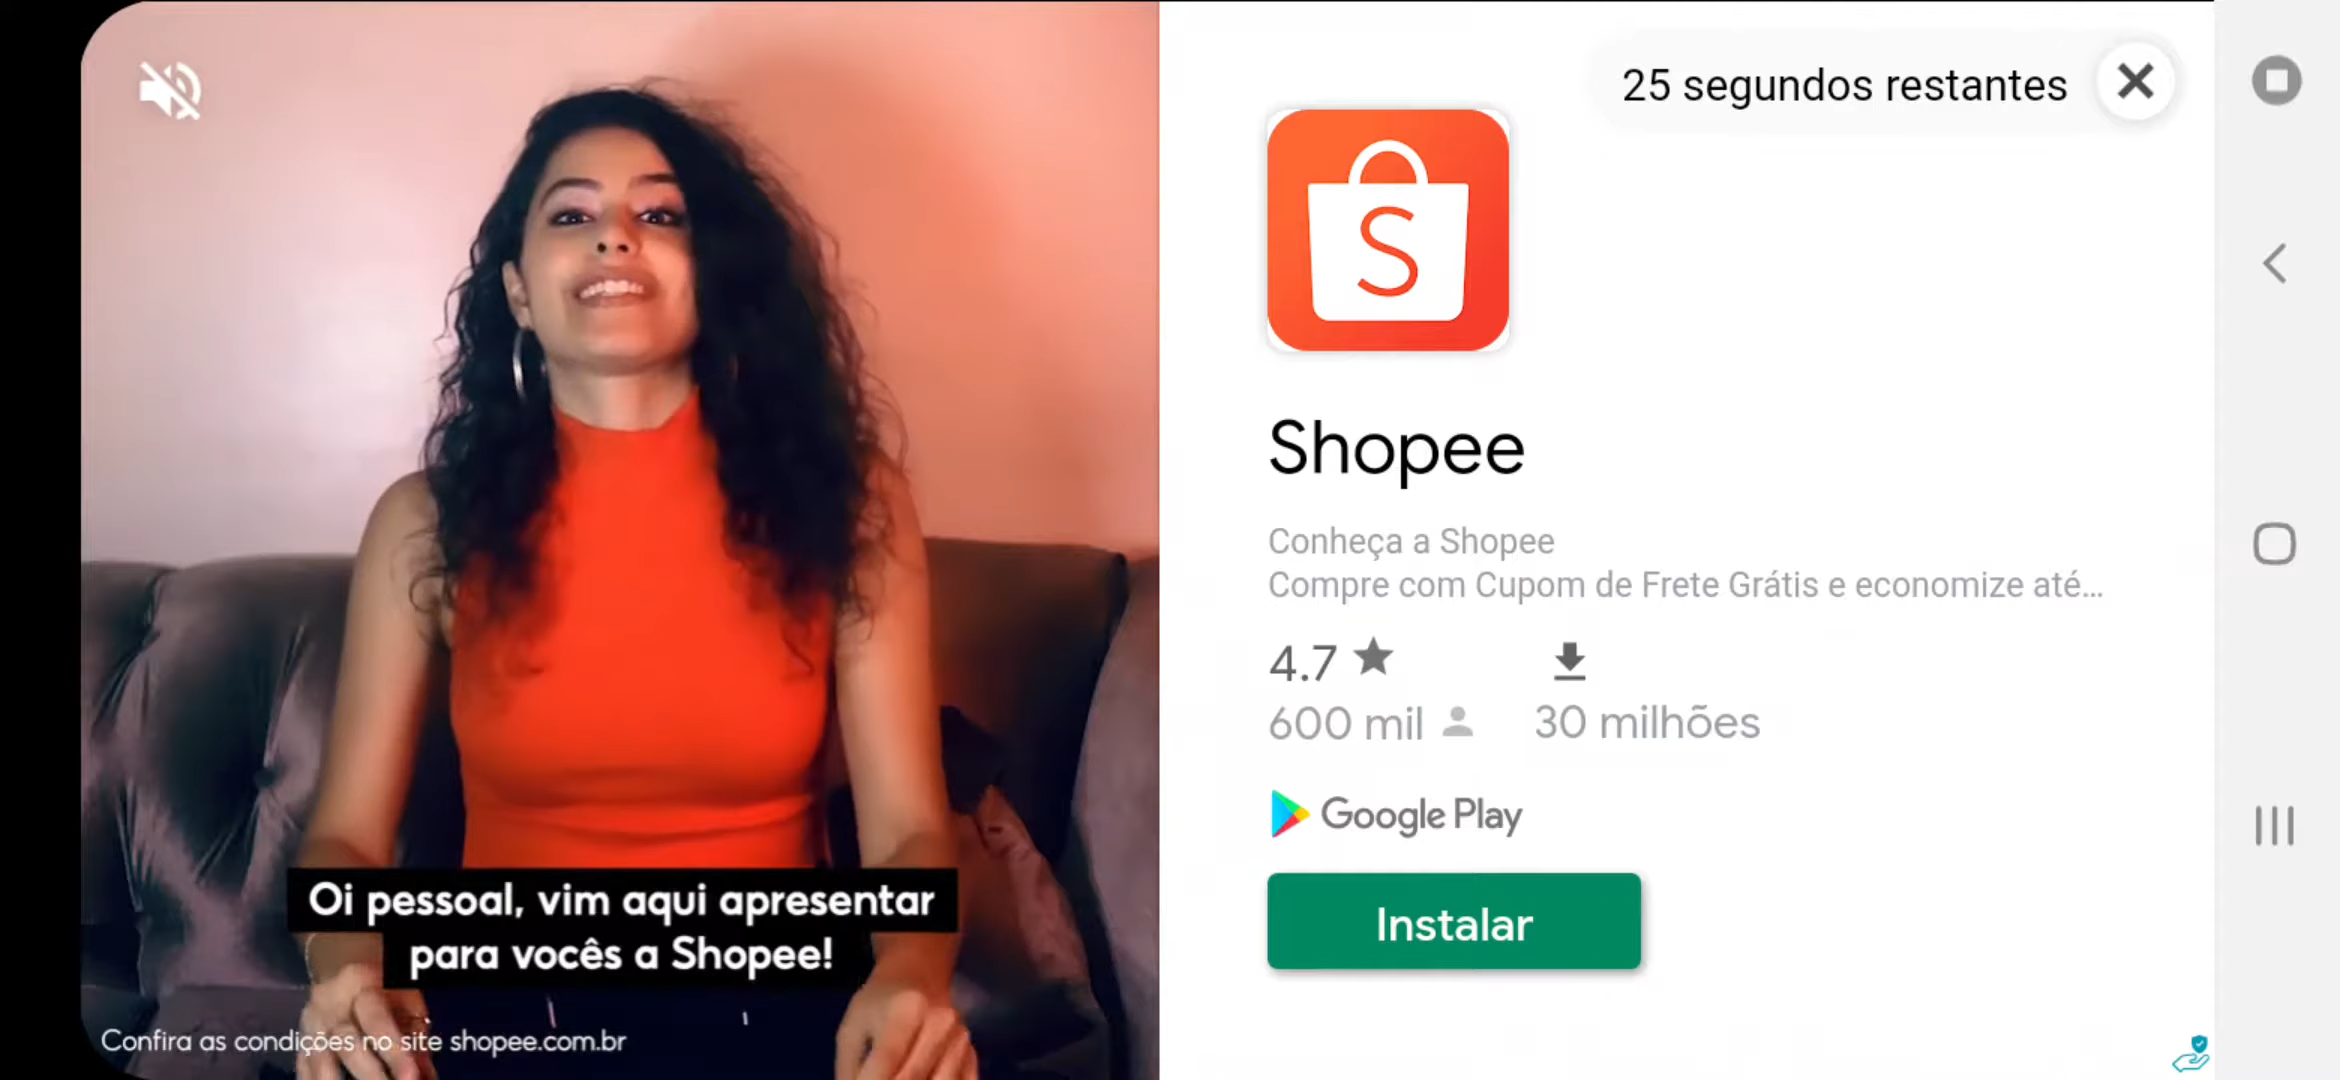 25 segundos restantes
S
Shopee
Conheça a Shopee
Compre com Cupom de Frete Grátis e economize até...
4.7
600 mil
30 milhões
Google Play
Instalar
Oi pessoal, vim aqui apresentar
para vocês a Shopee!
Confira as condições no site shopee.com.br